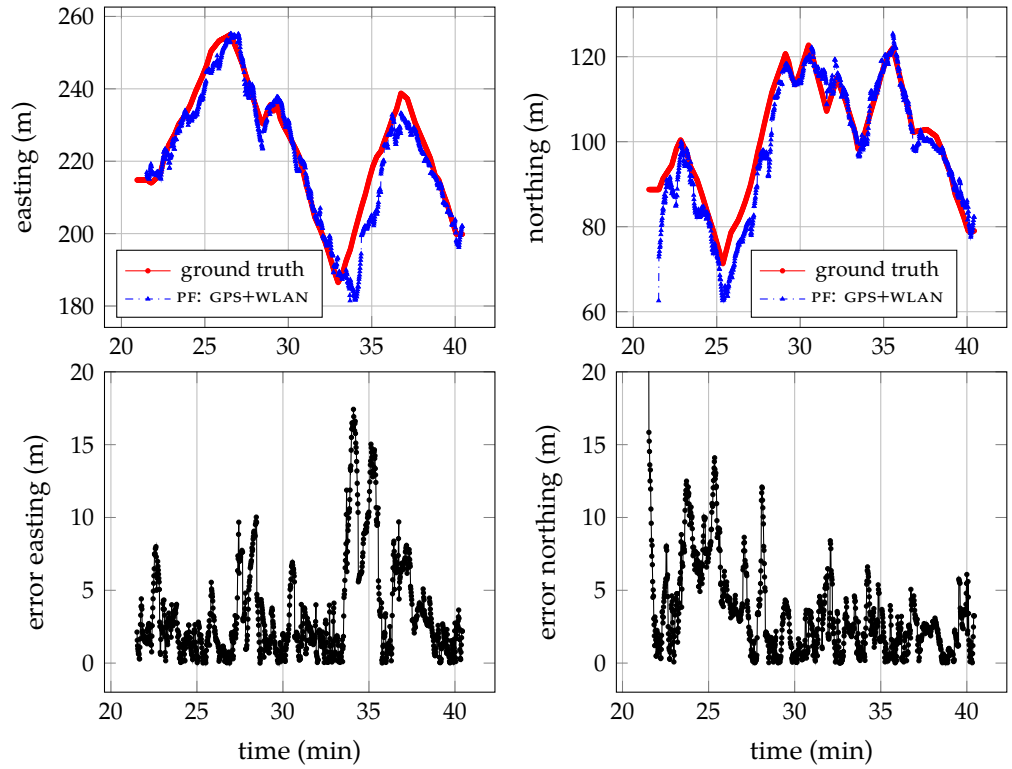 260
240
220
200
180
easting (m)
ground truth
PF: GPS+WLAN
20 25 30 35 40
120
100
80
60
northing (m)
ground truth
PF: GPS+WLAN
20 25 30 35 40
20
15
10
5
0
error easting (m)
20 25 30 35 40
time (min)
20
15
10
5
0
error northing (m)
20 25 30 35 40
time (min)